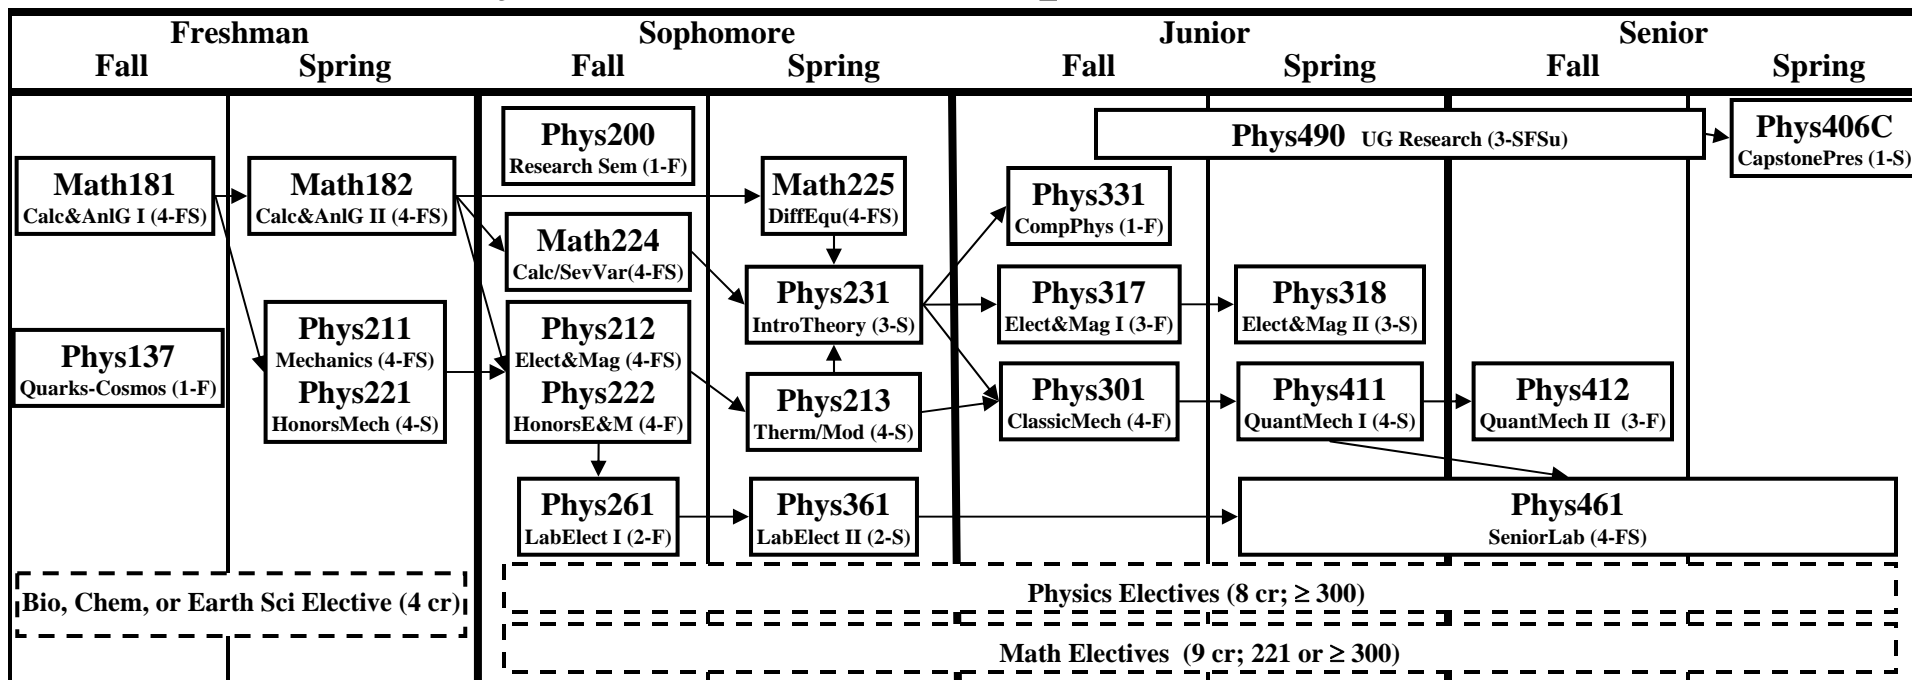 Freshman
Sophomore
Junior
Senior
Fall
Spring
Fall
Spring
Fall
Spring
Fall
Spring
Phys200
Research Sem (1-F)
Phys490 UG Research (3-SFSu)
Phys406C
CapstonePres (1-S)
Math181
Calc&AnlG I (4-FS)
Math182
Calc&AnlG II (4-FS)
Math225
DiffEqu(4-FS)
Phys331
CompPhys (1-F)
Math224
Calc/SevVar(4-FS)
Phys231
IntroTheory (3-S)
Phys317
Elect&Mag I (3-F)
Phys318
Elect&Mag II (3-S)
Phys137
Quarks-Cosmos (1-F)
Phys211
Mechanics (4-FS)
Phys221
HonorsMech (4-S)
Phys212
Elect&Mag (4-FS)
Phys222
HonorsE&M (4-F)
Phys213
Therm/Mod (4-S)
Phys301
ClassicMech (4-F)
Phys411
QuantMech I (4-S)
Phys412
QuantMech II (3-F)
Phys261
LabElect I (2-F)
Phys361
LabElect II (2-S)
Phys461
SeniorLab (4-FS)
Bio, Chem, or Earth Sci Elective (4 cr)
Physics Electives (8 cr; ≥ 300)
Math Electives (9 cr; 221 or ≥ 300)